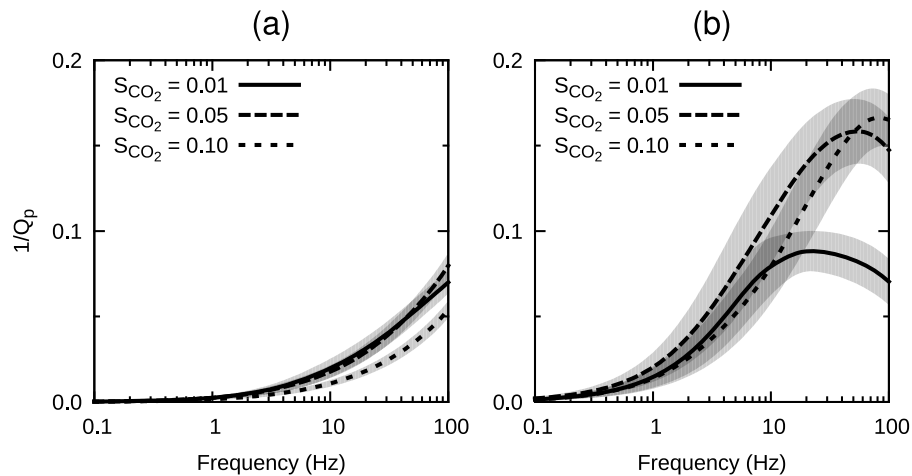 (a)
(b)
0.2
0.1
0.0
1/Qp
S_CO2 = 0.01
S_CO2 = 0.05
S_CO2 = 0.10
0.1 1 10 100
Frequency (Hz)
0.2
0.1
0.0
S_CO2 = 0.01
S_CO2 = 0.05
S_CO2 = 0.10
0.1 1 10 100
Frequency (Hz)